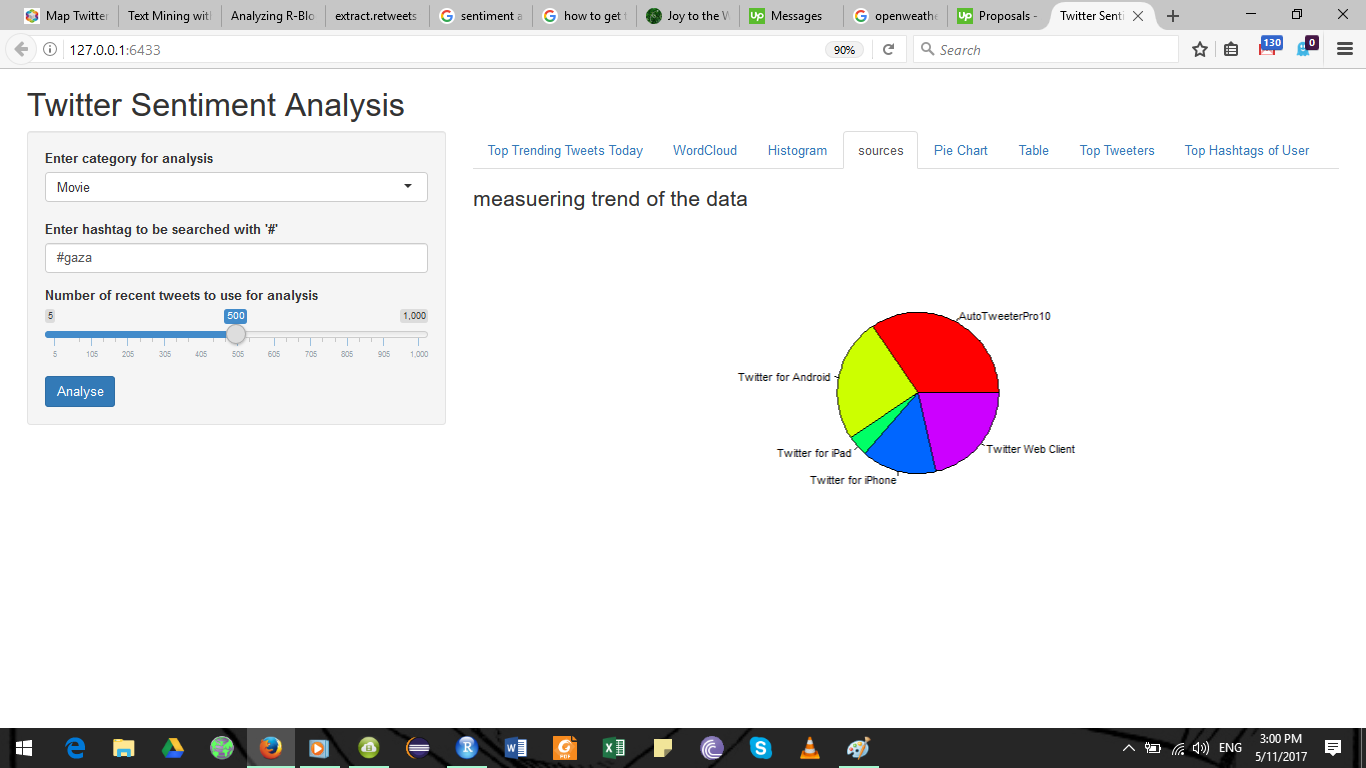 Map Twitter
Text Mining wit
Analyzing R-Blo
extract.retweets
sentiment a
how to get
Joy to the W
Messages
openweathe
Proposals -
Twitter Senti
127.0.0.1:6433
90%
Search
130
0
Twitter Sentiment Analysis
Enter category for analysis
Movie
Enter hashtag to be searched with '#'
#gaza
Number of recent tweets to use for analysis
5
500
1,000
5 105 205 305 405 505 605 705 805 905 1,000
Analyse
Top Trending Tweets Today
WordCloud
Histogram
sources
Pie Chart
Table
Top Tweeters
Top Hashtags of User
measuering trend of the data
AutoTweeterPro10
Twitter for Android
Twitter for iPad
Twitter for iPhone
Twitter Web Client
ENG
3:00 PM
5/11/2017